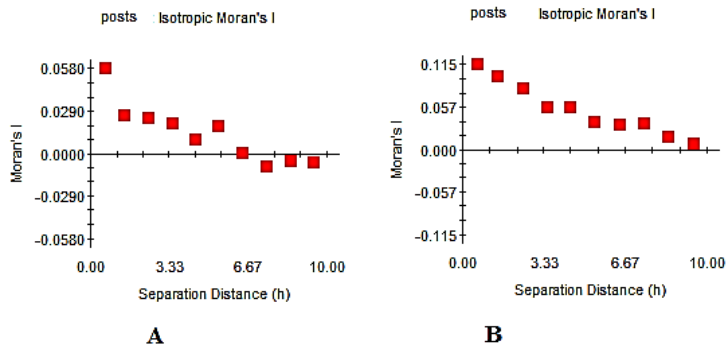 posts : Isotropic Moran's I
0.0580
0.0290
0.0000
-0.0290
-0.0580
Moran's I
0.00 3.33 6.67 10.00
Separation Distance (h)
A
posts Isotropic Moran's I
0.115
0.057
0.000
-0.057
-0.115
Moran's I
0.00 3.33 6.67 10.00
Separation Distance (h)
B